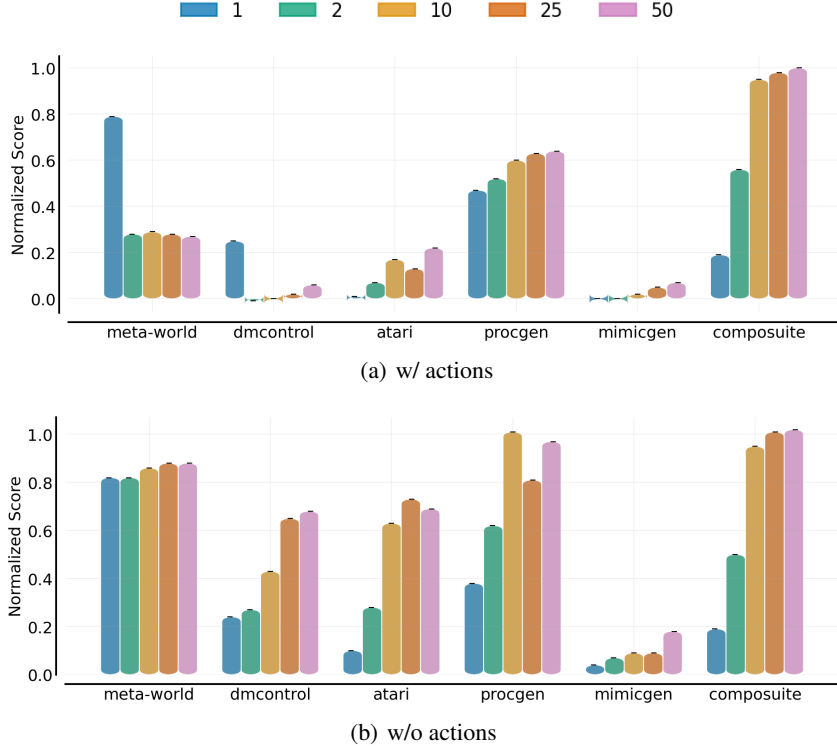 1 2 10 25 50
Normalized Score
1.0
0.8
0.6
0.4
0.2
0.0
meta-world dmcontrol atari procgen mimicgen composuite
(a) w/ actions
Normalized Score
1.0
0.8
0.6
0.4
0.2
0.0
meta-world dmcontrol atari procgen mimicgen composuite
(b) w/o actions